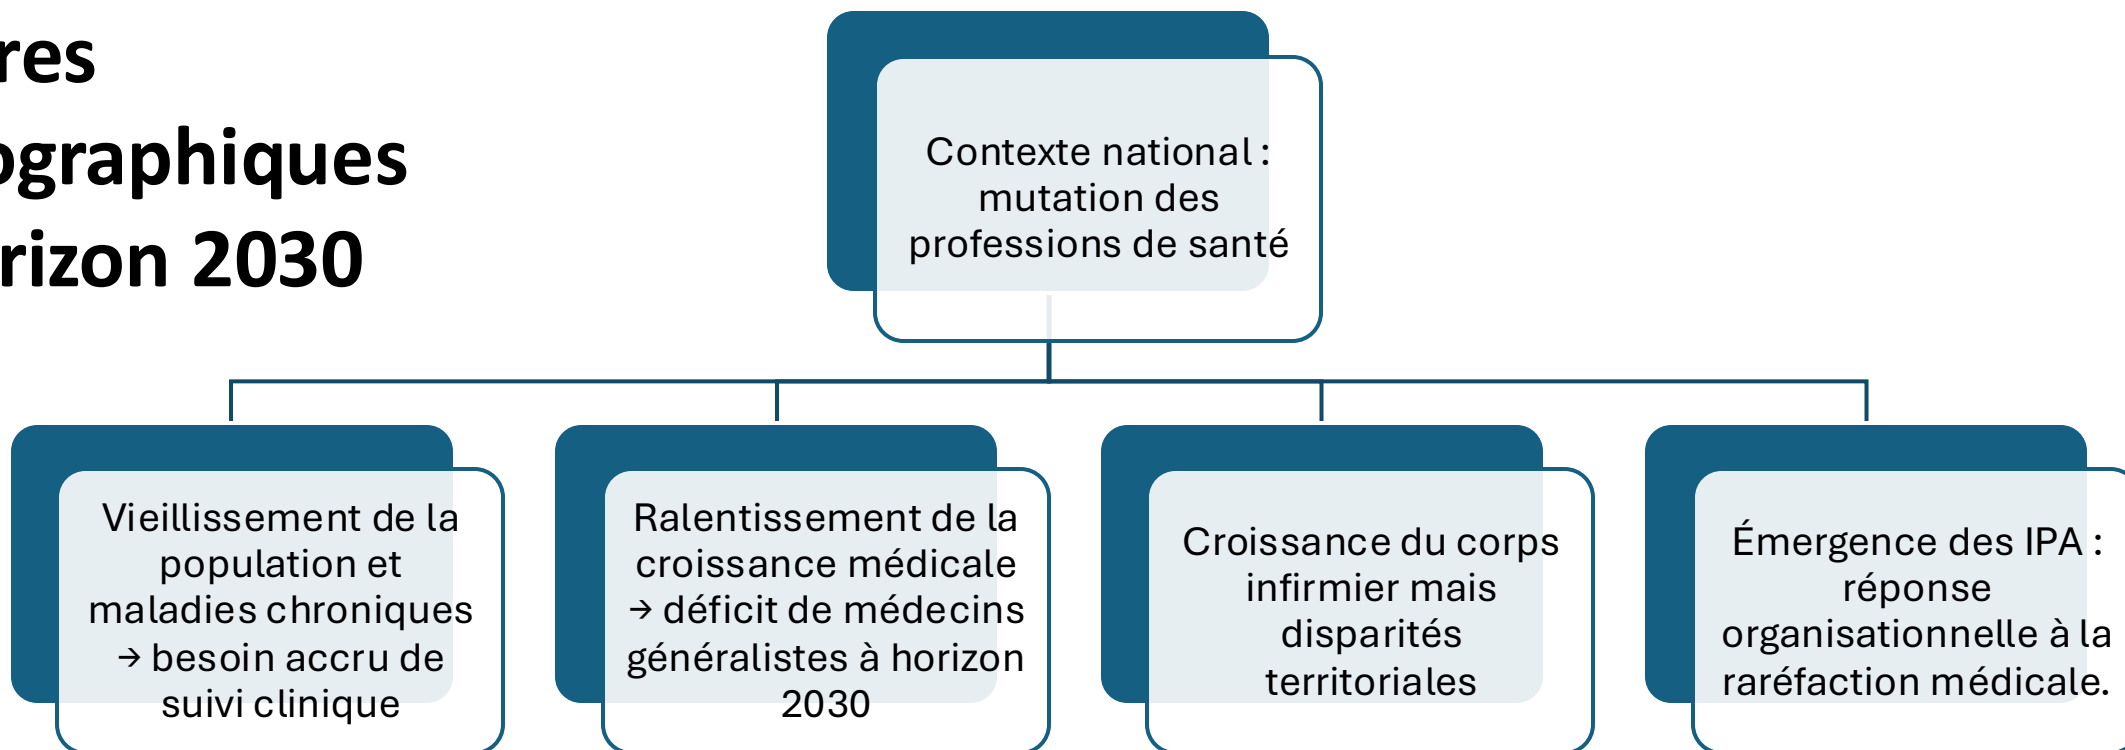 res
ographiques
rizon 2030
Contexte national :
mutation des
professions de santé
Vieillissement de la
population et
maladies chroniques
→ besoin accru de
suivi clinique
Ralentissement de la
croissance médicale
→ déficit de médecins
généralistes à horizon
2030
Croissance du corps
infirmier mais
disparités
territoriales
Émergence des IPA :
réponse
organisationnelle à la
raréfaction médicale.